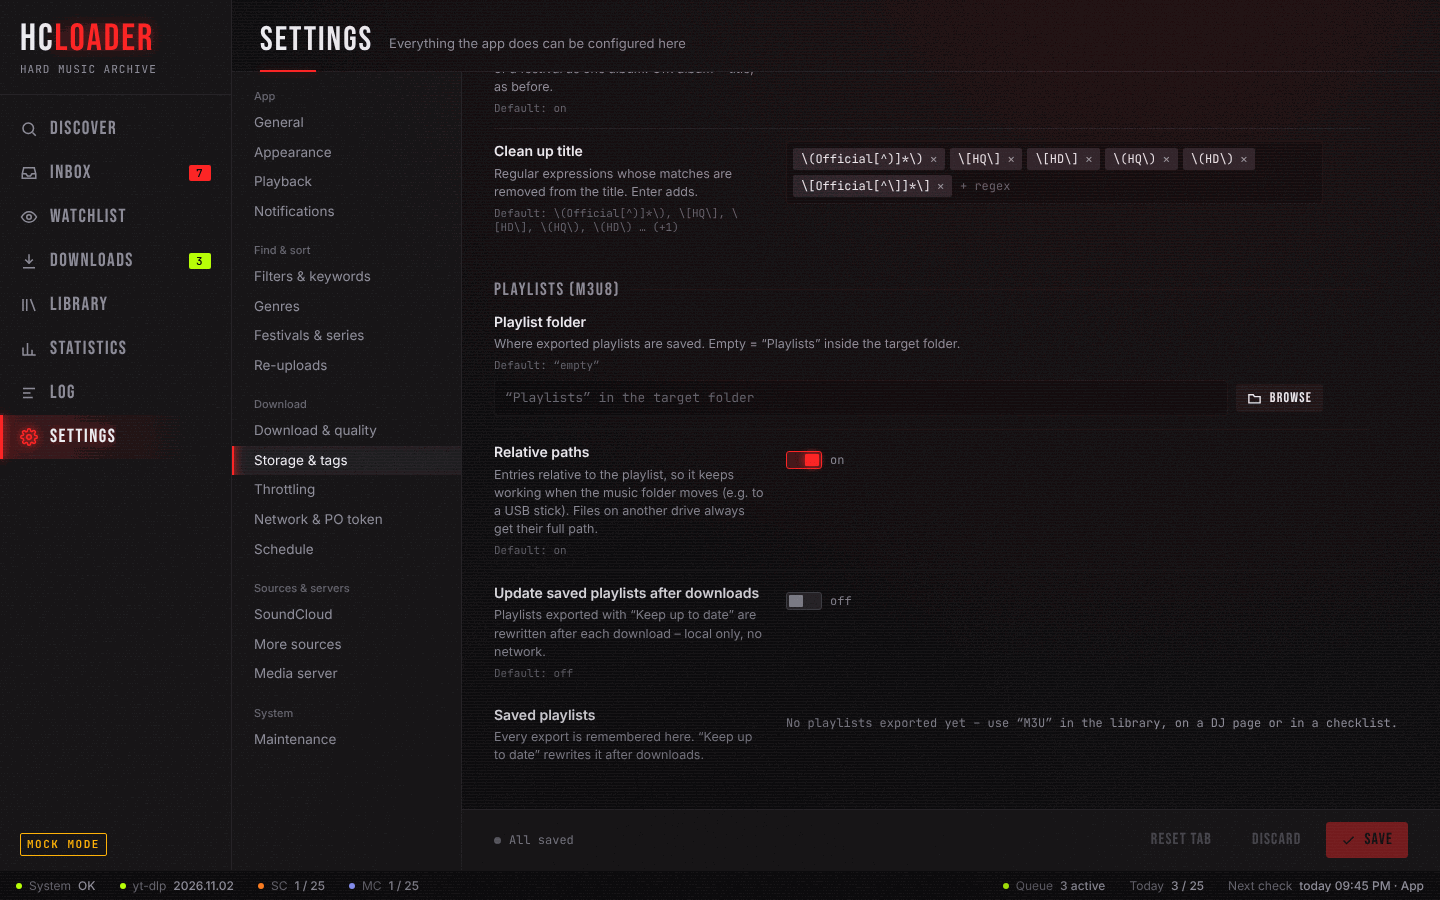 HCLOADER
HARD MUSIC ARCHIVE
DISCOVER
INBOX 7
WATCHLIST
DOWNLOADS 3
LIBRARY
STATISTICS
LOG
SETTINGS
MOCK MODE
SETTINGS Everything the app does can be configured here
App
General
Appearance
Playback
Notifications
Find & sort
Filters & keywords
Genres
Festivals & series
Re-uploads
Download
Download & quality
Storage & tags
Throttling
Network & PO token
Schedule
Sources & servers
SoundCloud
More sources
Media server
System
Maintenance
as before.
Default: on
Clean up title
Regular expressions whose matches are
removed from the title. Enter adds.
Default: \(Official[^)]*\), \[HQ\], \
[HD\], \(HQ\), \(HD\) … (+1)
\(Official[^)]*\) × \[HQ\] × \[HD\] × \(HQ\) × \(HD\) ×
\[Official[^\]]*\] × + regex
PLAYLISTS (M3U8)
Playlist folder
Where exported playlists are saved. Empty = “Playlists” inside the target folder.
Default: “empty”
“Playlists” in the target folder BROWSE
Relative paths
Entries relative to the playlist, so it keeps
working when the music folder moves (e.g. to
a USB stick). Files on another drive always
get their full path.
Default: on
on
Update saved playlists after downloads
Playlists exported with “Keep up to date” are
rewritten after each download – local only, no
network.
Default: off
off
Saved playlists
Every export is remembered here. “Keep up
to date” rewrites it after downloads.
No playlists exported yet – use “M3U” in the library, on a DJ page or in a checklist.
All saved RESET TAB DISCARD SAVE
System OK yt-dlp 2026.11.02 SC 1 / 25 MC 1 / 25 Queue 3 active Today 3 / 25 Next check today 09:45 PM · App